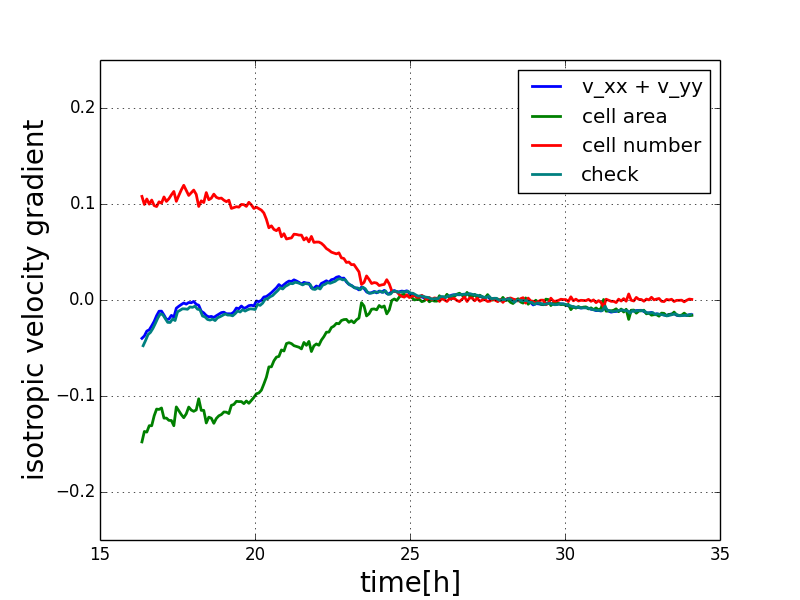 v_xx + v_yy
cell area
cell number
check
isotropic velocity gradient
0.2
0.1
0.0
−0.1
−0.2
15
20
25
30
35
time[h]